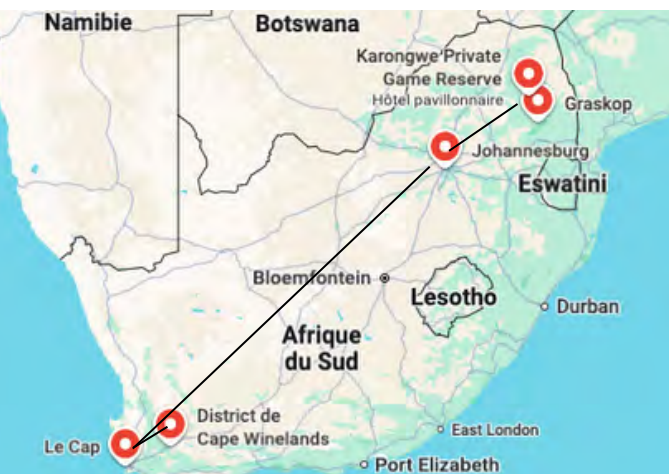 Namibie
Botswana
Karongwe Private
Game Reserve
Hôtel pavillonnaire
Graskop
Johannesburg
Eswatini
Bloemfontein
Lesotho
Durban
Afrique
du Sud
District de
Cape Winelands
Le Cap
East London
Port Elizabeth